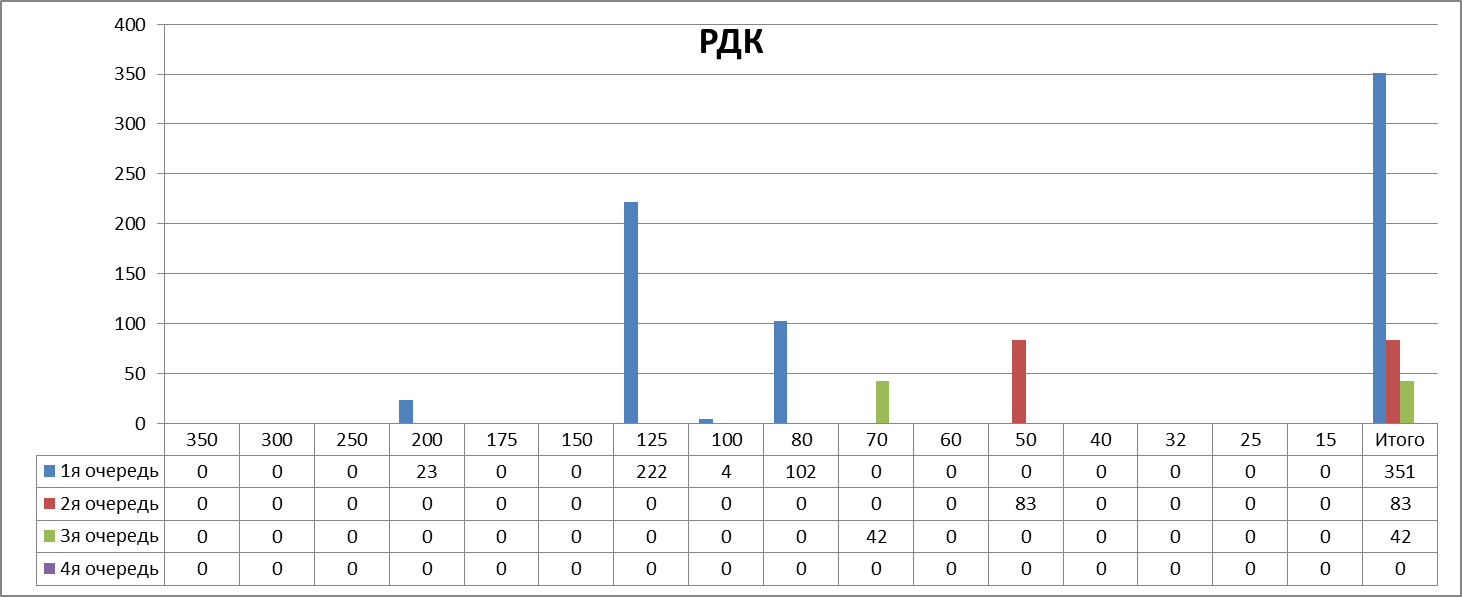 РДК
400
350
300
250
200
150
100
50
0
350 300 250 200 175 150 125 100 80 70 60 50 40 32 25 15 Итого
1я очередь 0 0 0 23 0 0 222 4 102 0 0 0 0 0 0 0 351
2я очередь 0 0 0 0 0 0 0 0 0 0 0 83 0 0 0 0 83
3я очередь 0 0 0 0 0 0 0 0 0 42 0 0 0 0 0 0 42
4я очередь 0 0 0 0 0 0 0 0 0 0 0 0 0 0 0 0 0